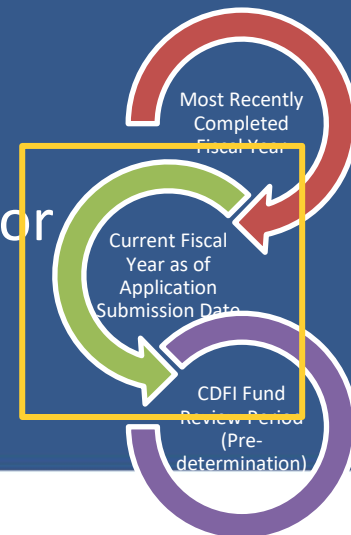 Most Recently
Completed
Fiscal Year
or
Current Fiscal
Year as of
Application
Submission Date
CDFI Fund
Review Period
(Pre-
determination)